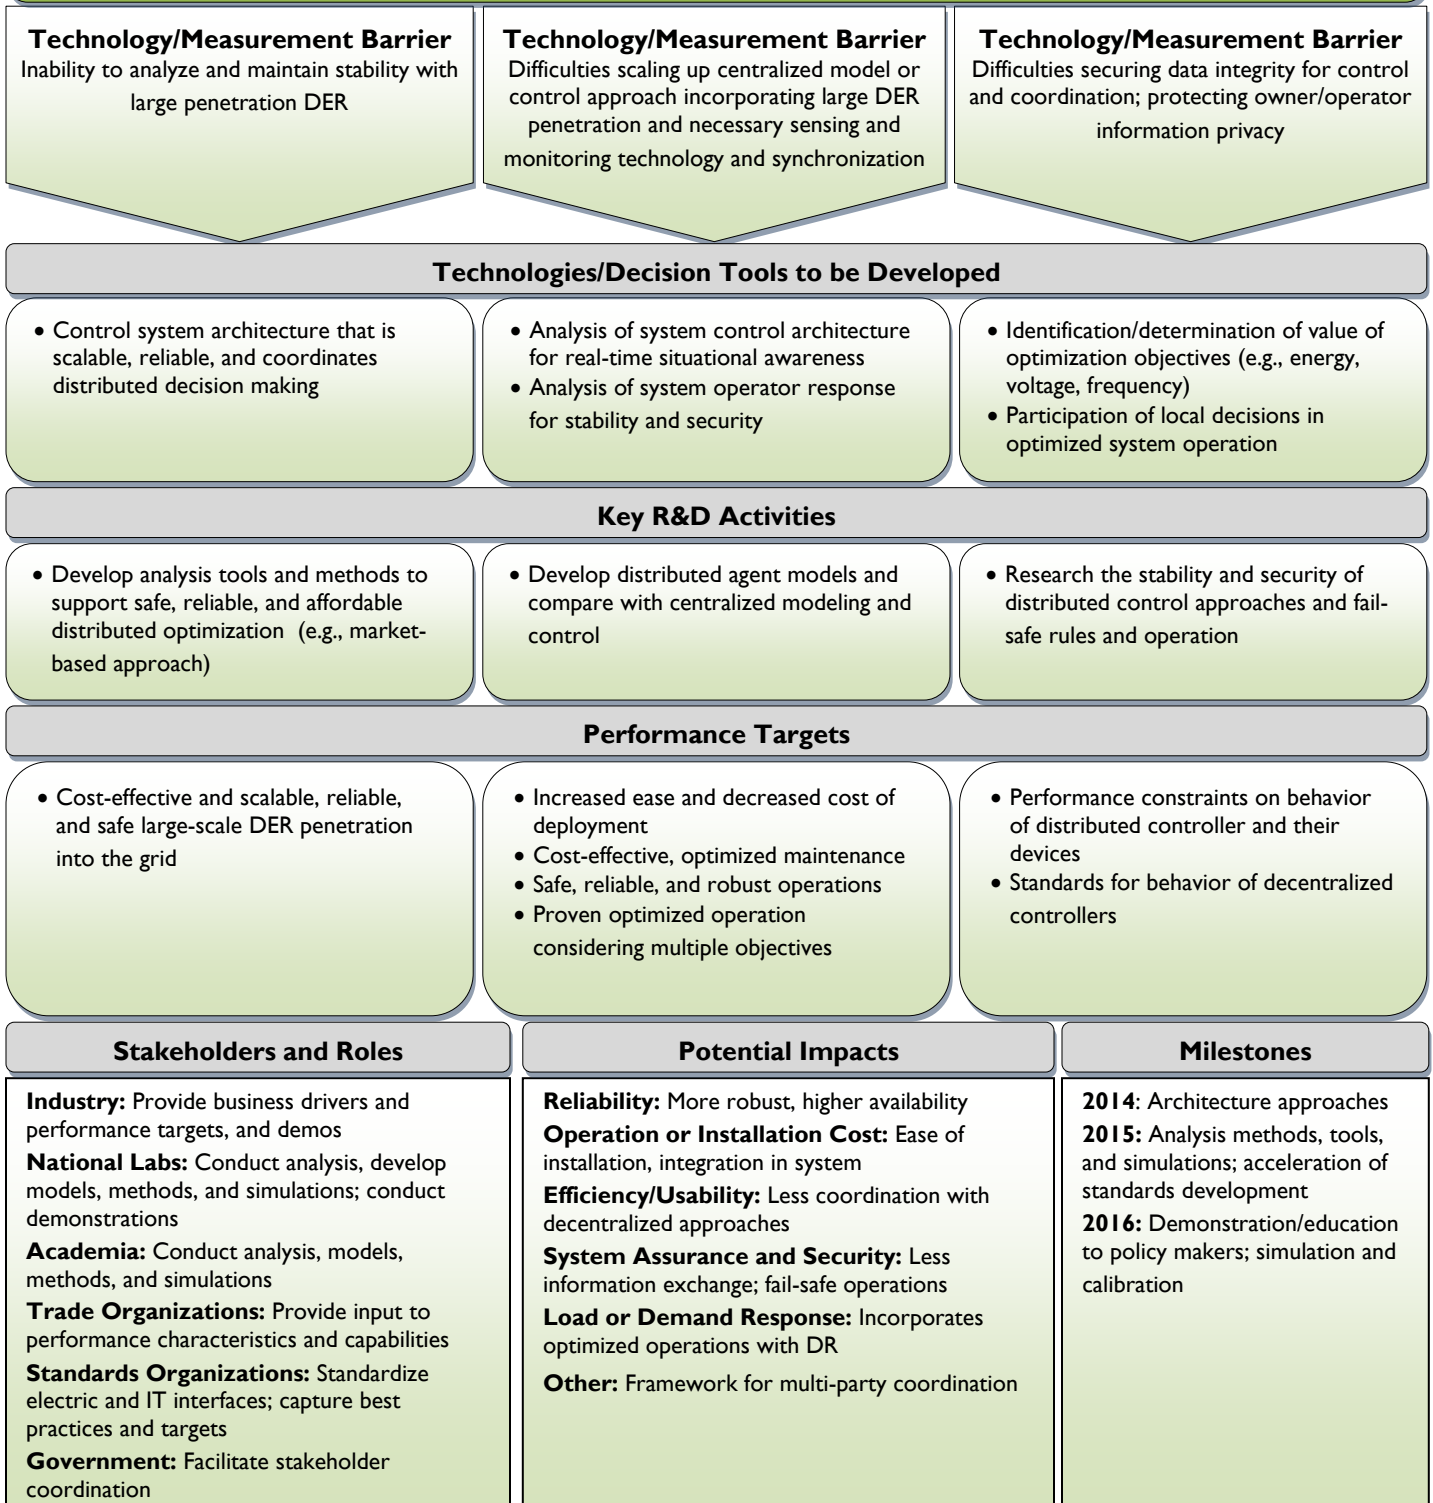 Technology/Measurement Barrier
Inability to analyze and maintain stability with
large penetration DER
Technology/Measurement Barrier
Difficulties scaling up centralized model or
control approach incorporating large DER
penetration and necessary sensing and
monitoring technology and synchronization
Technology/Measurement Barrier
Difficulties securing data integrity for control
and coordination; protecting owner/operator
information privacy
Technologies/Decision Tools to be Developed
• Control system architecture that is
scalable, reliable, and coordinates
distributed decision making
• Analysis of system control architecture
for real-time situational awareness
• Analysis of system operator response
for stability and security
• Identification/determination of value of
optimization objectives (e.g., energy,
voltage, frequency)
• Participation of local decisions in
optimized system operation
Key R&D Activities
• Develop analysis tools and methods to
support safe, reliable, and affordable
distributed optimization (e.g., market-
based approach)
• Develop distributed agent models and
compare with centralized modeling and
control
• Research the stability and security of
distributed control approaches and fail-
safe rules and operation
Performance Targets
• Cost-effective and scalable, reliable,
and safe large-scale DER penetration
into the grid
• Increased ease and decreased cost of
deployment
• Cost-effective, optimized maintenance
• Safe, reliable, and robust operations
• Proven optimized operation
considering multiple objectives
• Performance constraints on behavior
of distributed controller and their
devices
• Standards for behavior of decentralized
controllers
Stakeholders and Roles
Industry: Provide business drivers and
performance targets, and demos
National Labs: Conduct analysis, develop
models, methods, and simulations; conduct
demonstrations
Academia: Conduct analysis, models,
methods, and simulations
Trade Organizations: Provide input to
performance characteristics and capabilities
Standards Organizations: Standardize
electric and IT interfaces; capture best
practices and targets
Government: Facilitate stakeholder
coordination
Potential Impacts
Reliability: More robust, higher availability
Operation or Installation Cost: Ease of
installation, integration in system
Efficiency/Usability: Less coordination with
decentralized approaches
System Assurance and Security: Less
information exchange; fail-safe operations
Load or Demand Response: Incorporates
optimized operations with DR
Other: Framework for multi-party coordination
Milestones
2014: Architecture approaches
2015: Analysis methods, tools,
and simulations; acceleration of
standards development
2016: Demonstration/education
to policy makers; simulation and
calibration